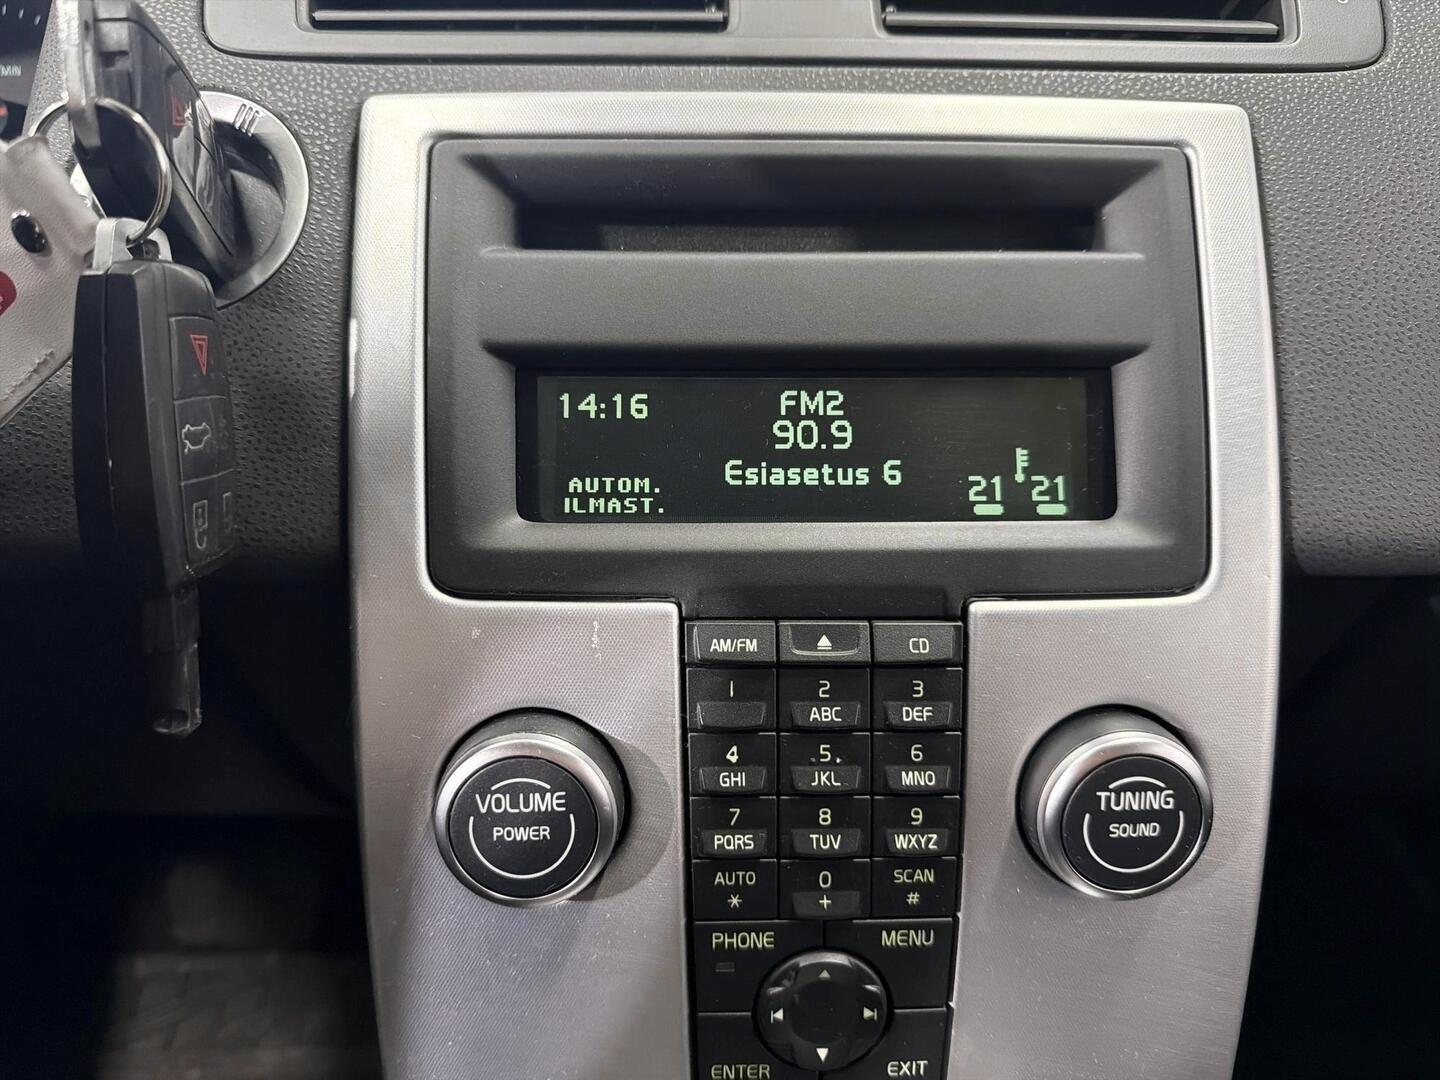 14:16
FM2
90.9
Esiasetus 6
AUTOM.
ILMAST.
21 21
AM/FM
CD
1
2
ABC
3
DEF
4
GHI
5
JKL
6
MNO
7
PQRS
8
TUV
9
WXYZ
AUTO
*
0
+
SCAN
#
VOLUME
POWER
TUNING
SOUND
PHONE
MENU
ENTER
EXIT